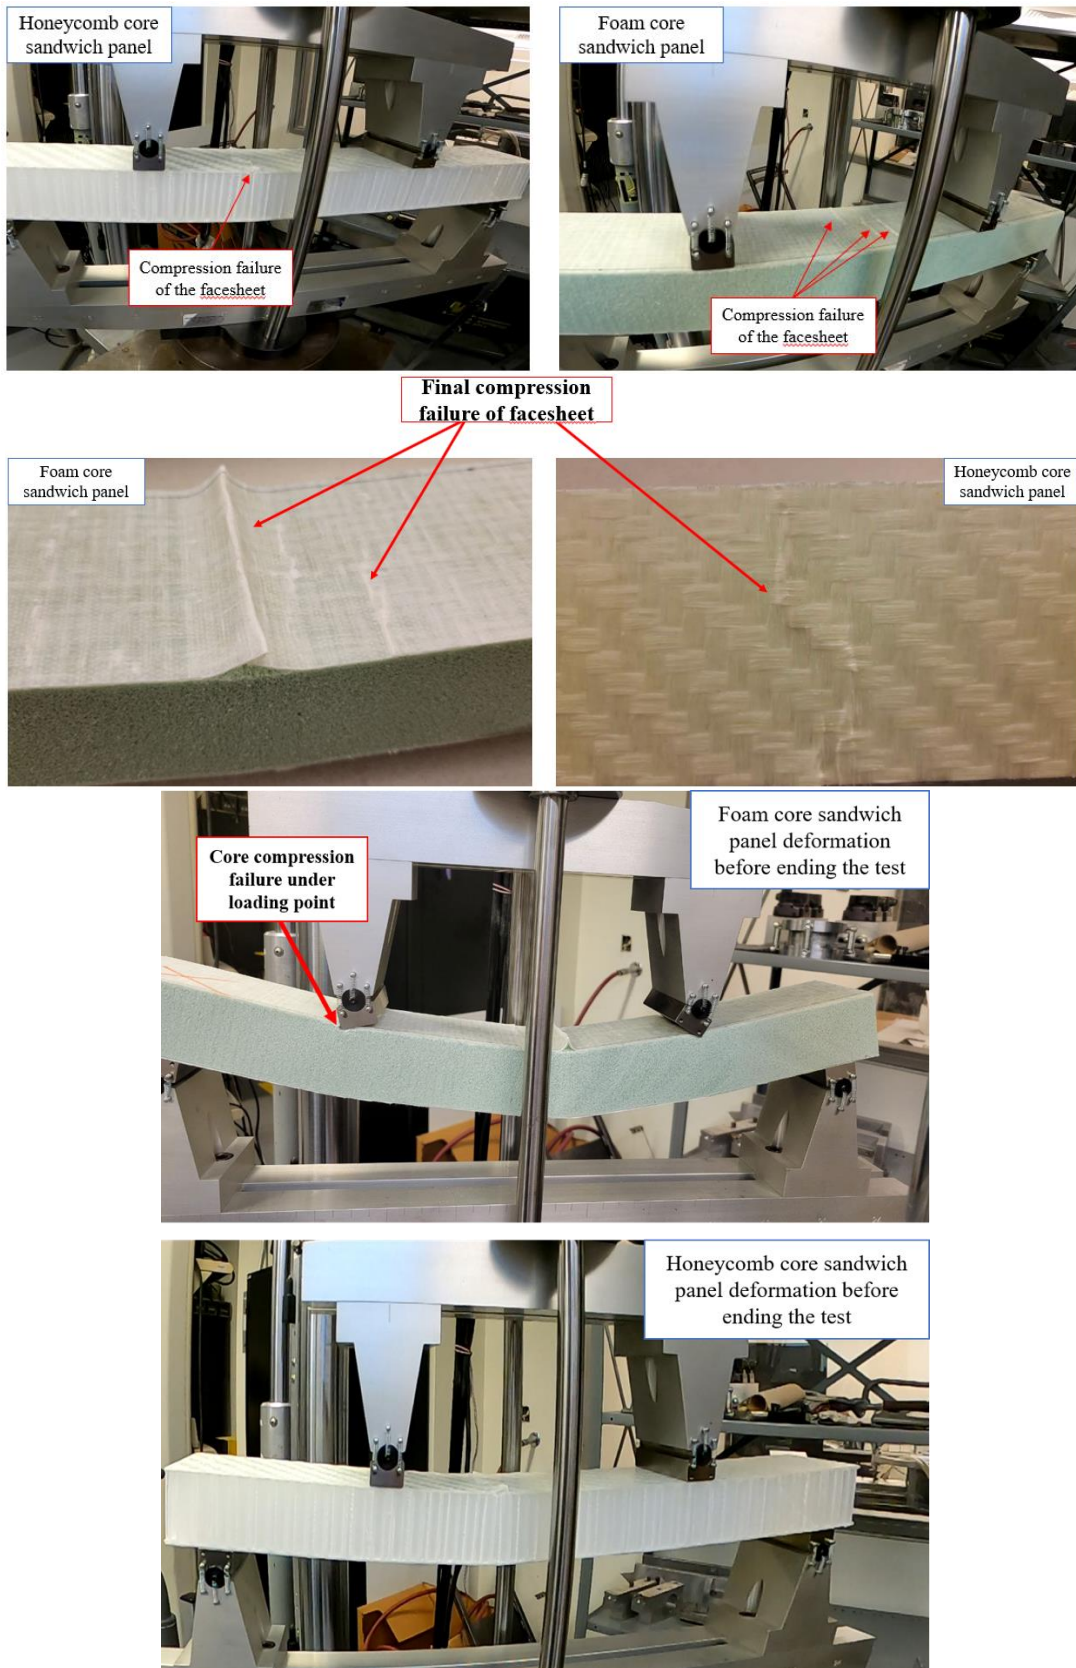 Honeycomb core
sandwich panel
Foam core
sandwich panel
Compression failure
of the facesheet
Compression failure
of the facesheet
Final compression
failure of facesheet
Foam core
sandwich panel
Honeycomb core
sandwich panel
Foam core sandwich
panel deformation
before ending the test
Core compression
failure under
loading point
Honeycomb core sandwich
panel deformation before
ending the test